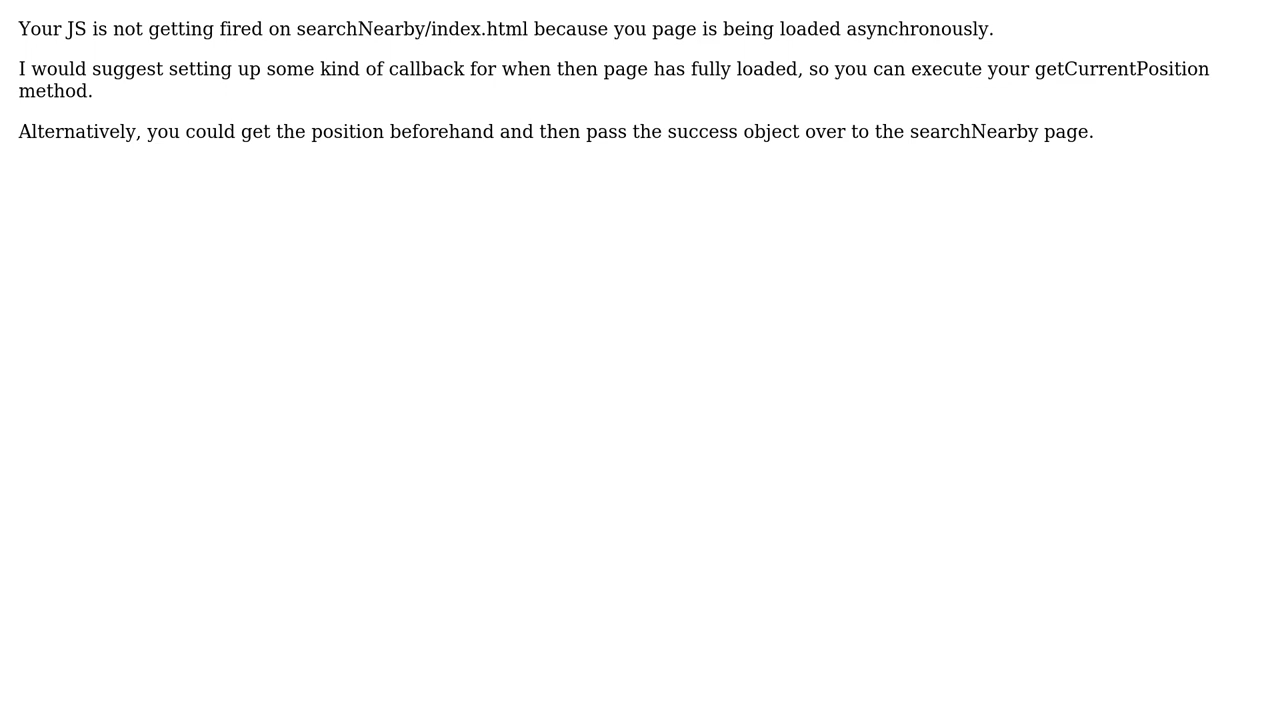 Your JS is not getting fired on searchNearby/index.html because you page is being loaded asynchronously.
I would suggest setting up some kind of callback for when then page has fully loaded, so you can execute your getCurrentPosition
method.
Alternatively, you could get the position beforehand and then pass the success object over to the searchNearby page.